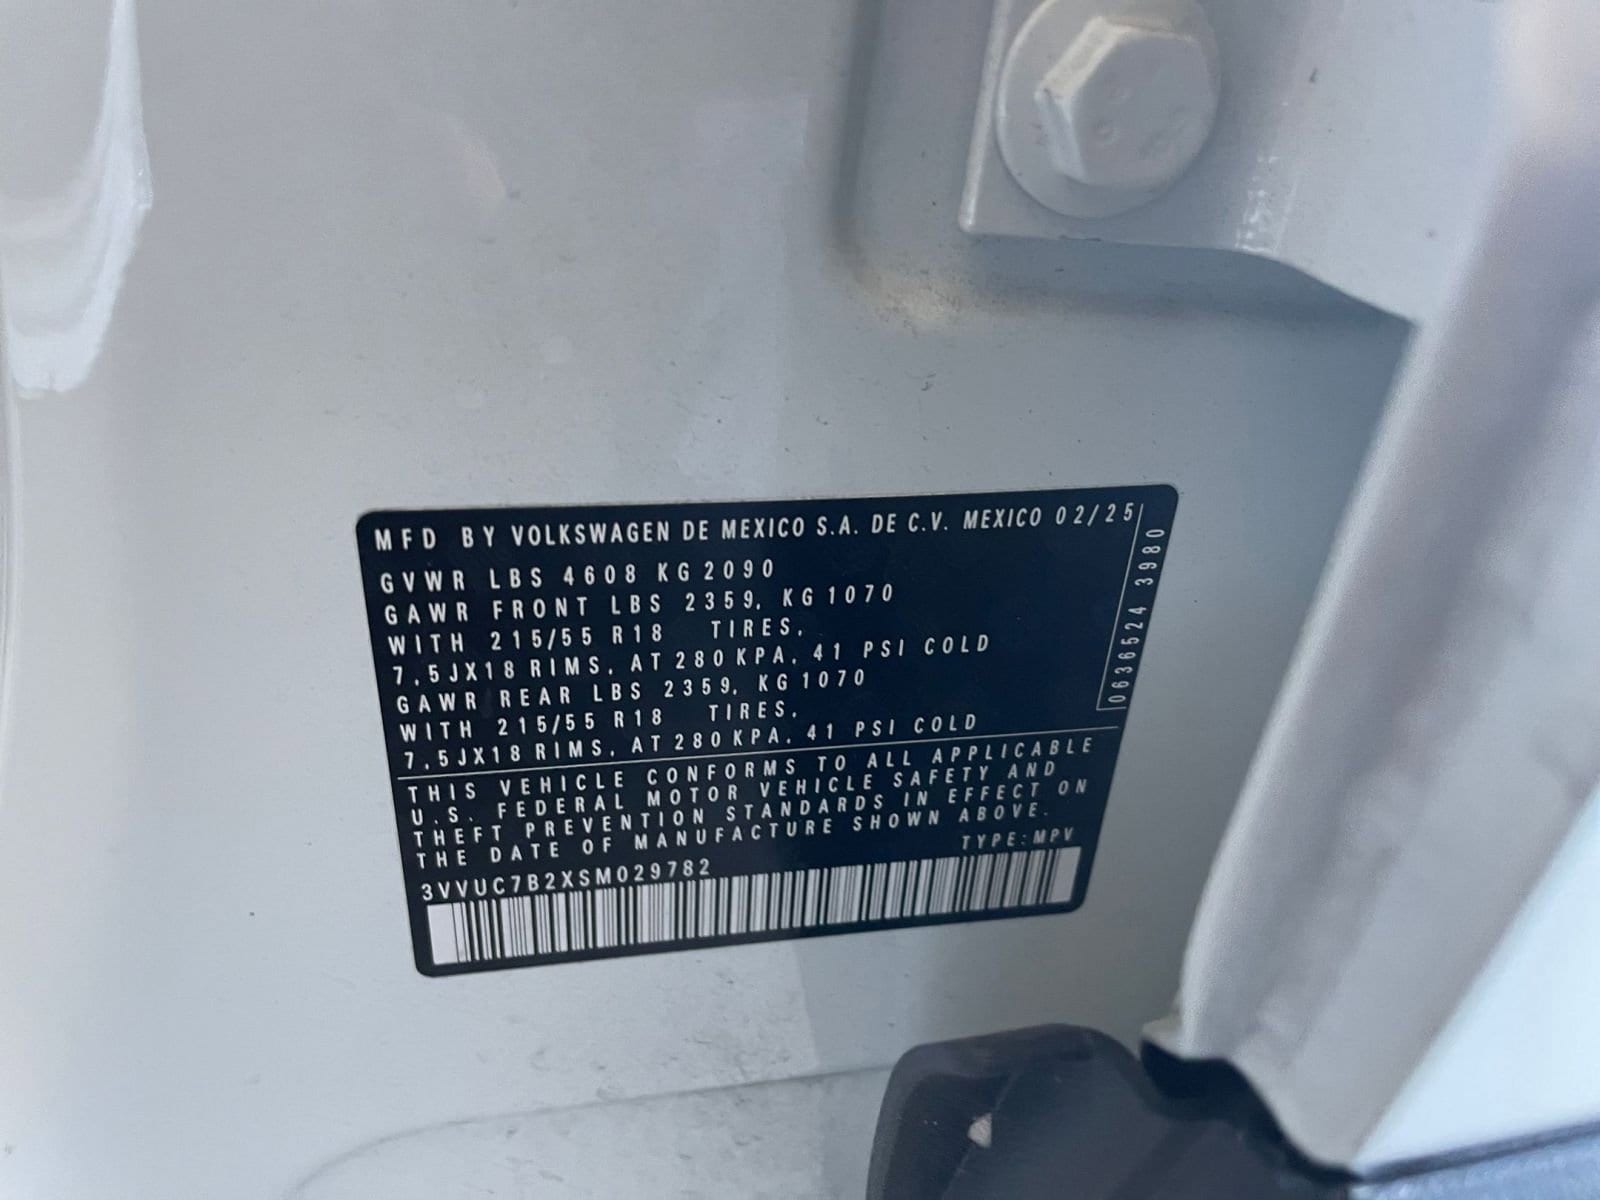 MFD BY VOLKSWAGEN DE MEXICO S.A. DE C.V. MEXICO 02/25
GVWR LBS 4608 KG 2090
GAWR FRONT LBS 2359, KG 1070
WITH 215/55 R18 TIRES,
7,5JX18 RIMS, AT 280 KPA, 41 PSI COLD
GAWR REAR LBS 2359, KG 1070
WITH 215/55 R18 TIRES,
7,5JX18 RIMS, AT 280 KPA, 41 PSI COLD
0636524 3980
THIS VEHICLE CONFORMS TO ALL APPLICABLE
U.S. FEDERAL MOTOR VEHICLE SAFETY AND
THEFT PREVENTION STANDARDS IN EFFECT ON
THE DATE OF MANUFACTURE SHOWN ABOVE.
TYPE: MPV
3VVUC7B2XSM029782